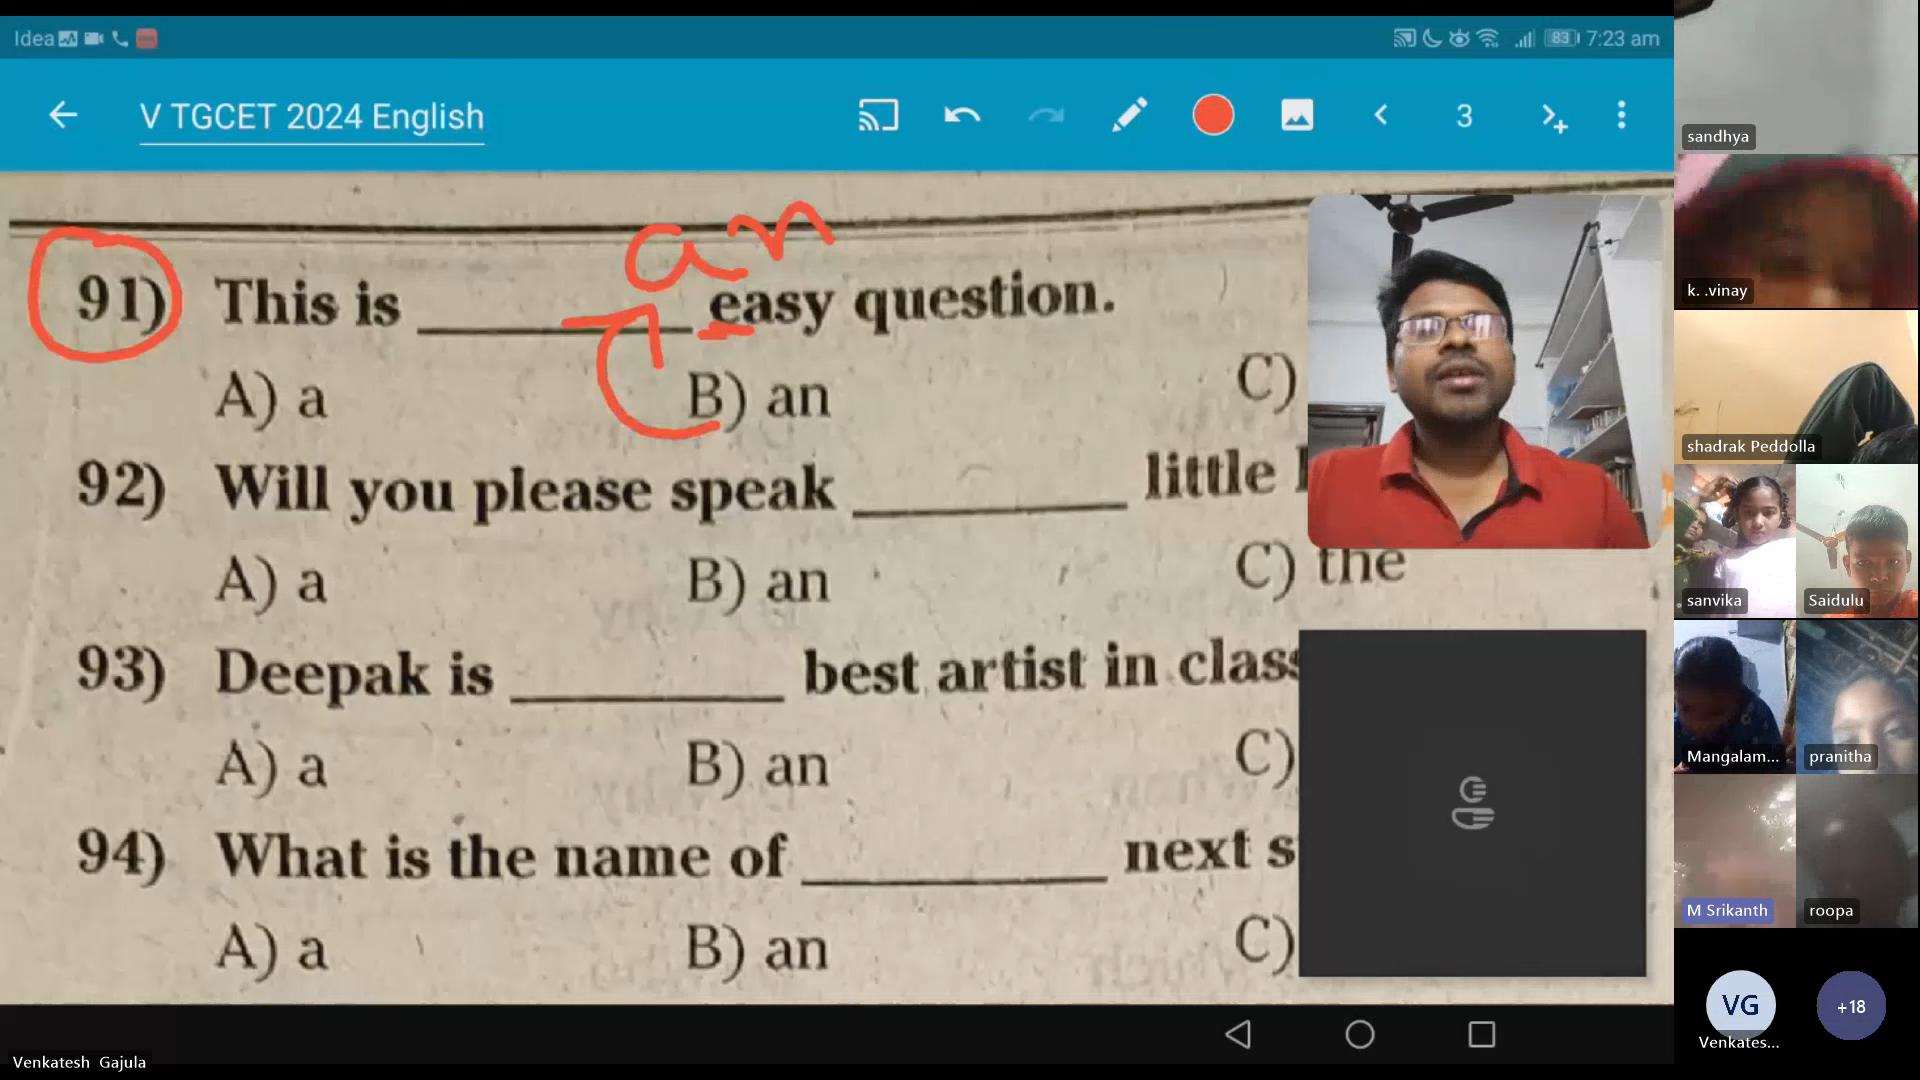 Idea 83 7:23 am
V TGCET 2024 English 3
an
91) This is ________ easy question.
A) a B) an C)
92) Will you please speak ________ little
A) a B) an C) the
93) Deepak is ________ best artist in class
A) a B) an C)
94) What is the name of ________ next s
A) a B) an C)
Venkatesh Gajula
sandhya
k. .vinay
shadrak Peddolla
sanvika
Saidulu
Mangalam...
pranitha
M Srikanth
roopa
VG
+18
Venkates...